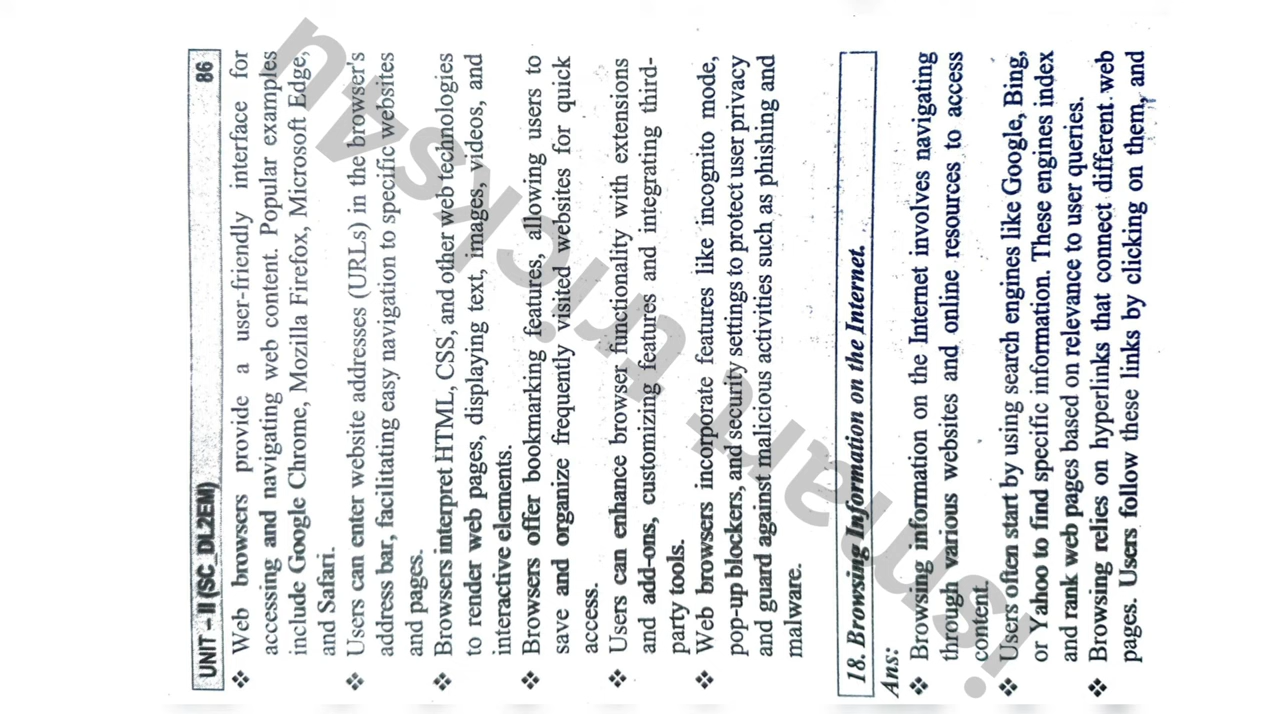 UNIT - II (SC_DL2EM) 86
❖ Web browsers provide a user-friendly interface for
accessing and navigating web content. Popular examples
include Google Chrome, Mozilla Firefox, Microsoft Edge,
and Safari.
❖ Users can enter website addresses (URLs) in the browser's
address bar, facilitating easy navigation to specific websites
and pages.
❖ Browsers interpret HTML, CSS, and other web technologies
to render web pages, displaying text, images, videos, and
interactive elements.
❖ Browsers offer bookmarking features, allowing users to
save and organize frequently visited websites for quick
access.
❖ Users can enhance browser functionality with extensions
and add-ons, customizing features and integrating third-
party tools.
❖ Web browsers incorporate features like incognito mode,
pop-up blockers, and security settings to protect user privacy
and guard against malicious activities such as phishing and
malware.
18. Browsing Information on the Internet.
Ans:
❖ Browsing information on the Internet involves navigating
through various websites and online resources to access
content.
❖ Users often start by using search engines like Google, Bing,
or Yahoo to find specific information. These engines index
and rank web pages based on relevance to user queries.
❖ Browsing relies on hyperlinks that connect different web
pages. Users follow these links by clicking on them, and
ismart tricks4u